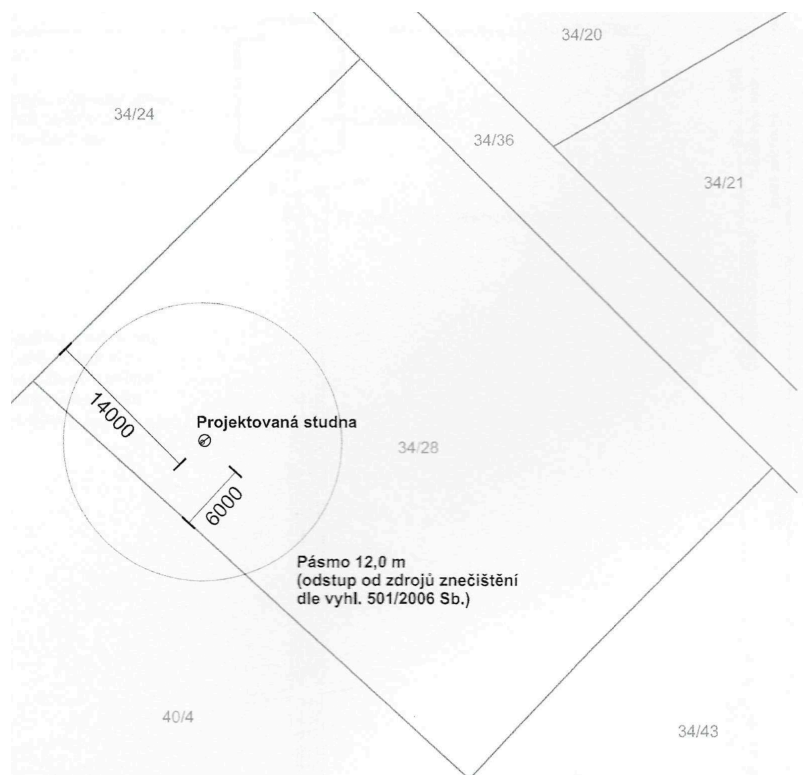 34/20
34/24
34/36
34/21
14000
Projektovaná studna
34/28
6000
Pásmo 12,0 m
(odstup od zdrojů znečištění
dle vyhl. 501/2006 Sb.)
40/4
34/43